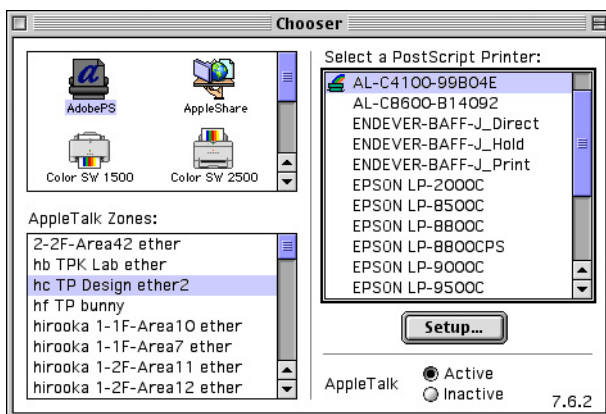 Chooser
AdobePS
AppleShare
Color SW 1500
Color SW 2500
AppleTalk Zones:
2-2F-Area42 ether
hb TPK Lab ether
hc TP Design ether2
hf TP bunny
hirooka 1-1F-Area10 ether
hirooka 1-1F-Area7 ether
hirooka 1-2F-Area11 ether
hirooka 1-2F-Area12 ether
Select a PostScript Printer:
AL-C4100-99B04E
AL-C8600-B14092
ENDEVER-BAFF-J_Direct
ENDEVER-BAFF-J_Hold
ENDEVER-BAFF-J_Print
EPSON LP-2000C
EPSON LP-8500C
EPSON LP-8800C
EPSON LP-8800CPS
EPSON LP-9000C
EPSON LP-9500C
Setup...
AppleTalk
Active
Inactive
7.6.2